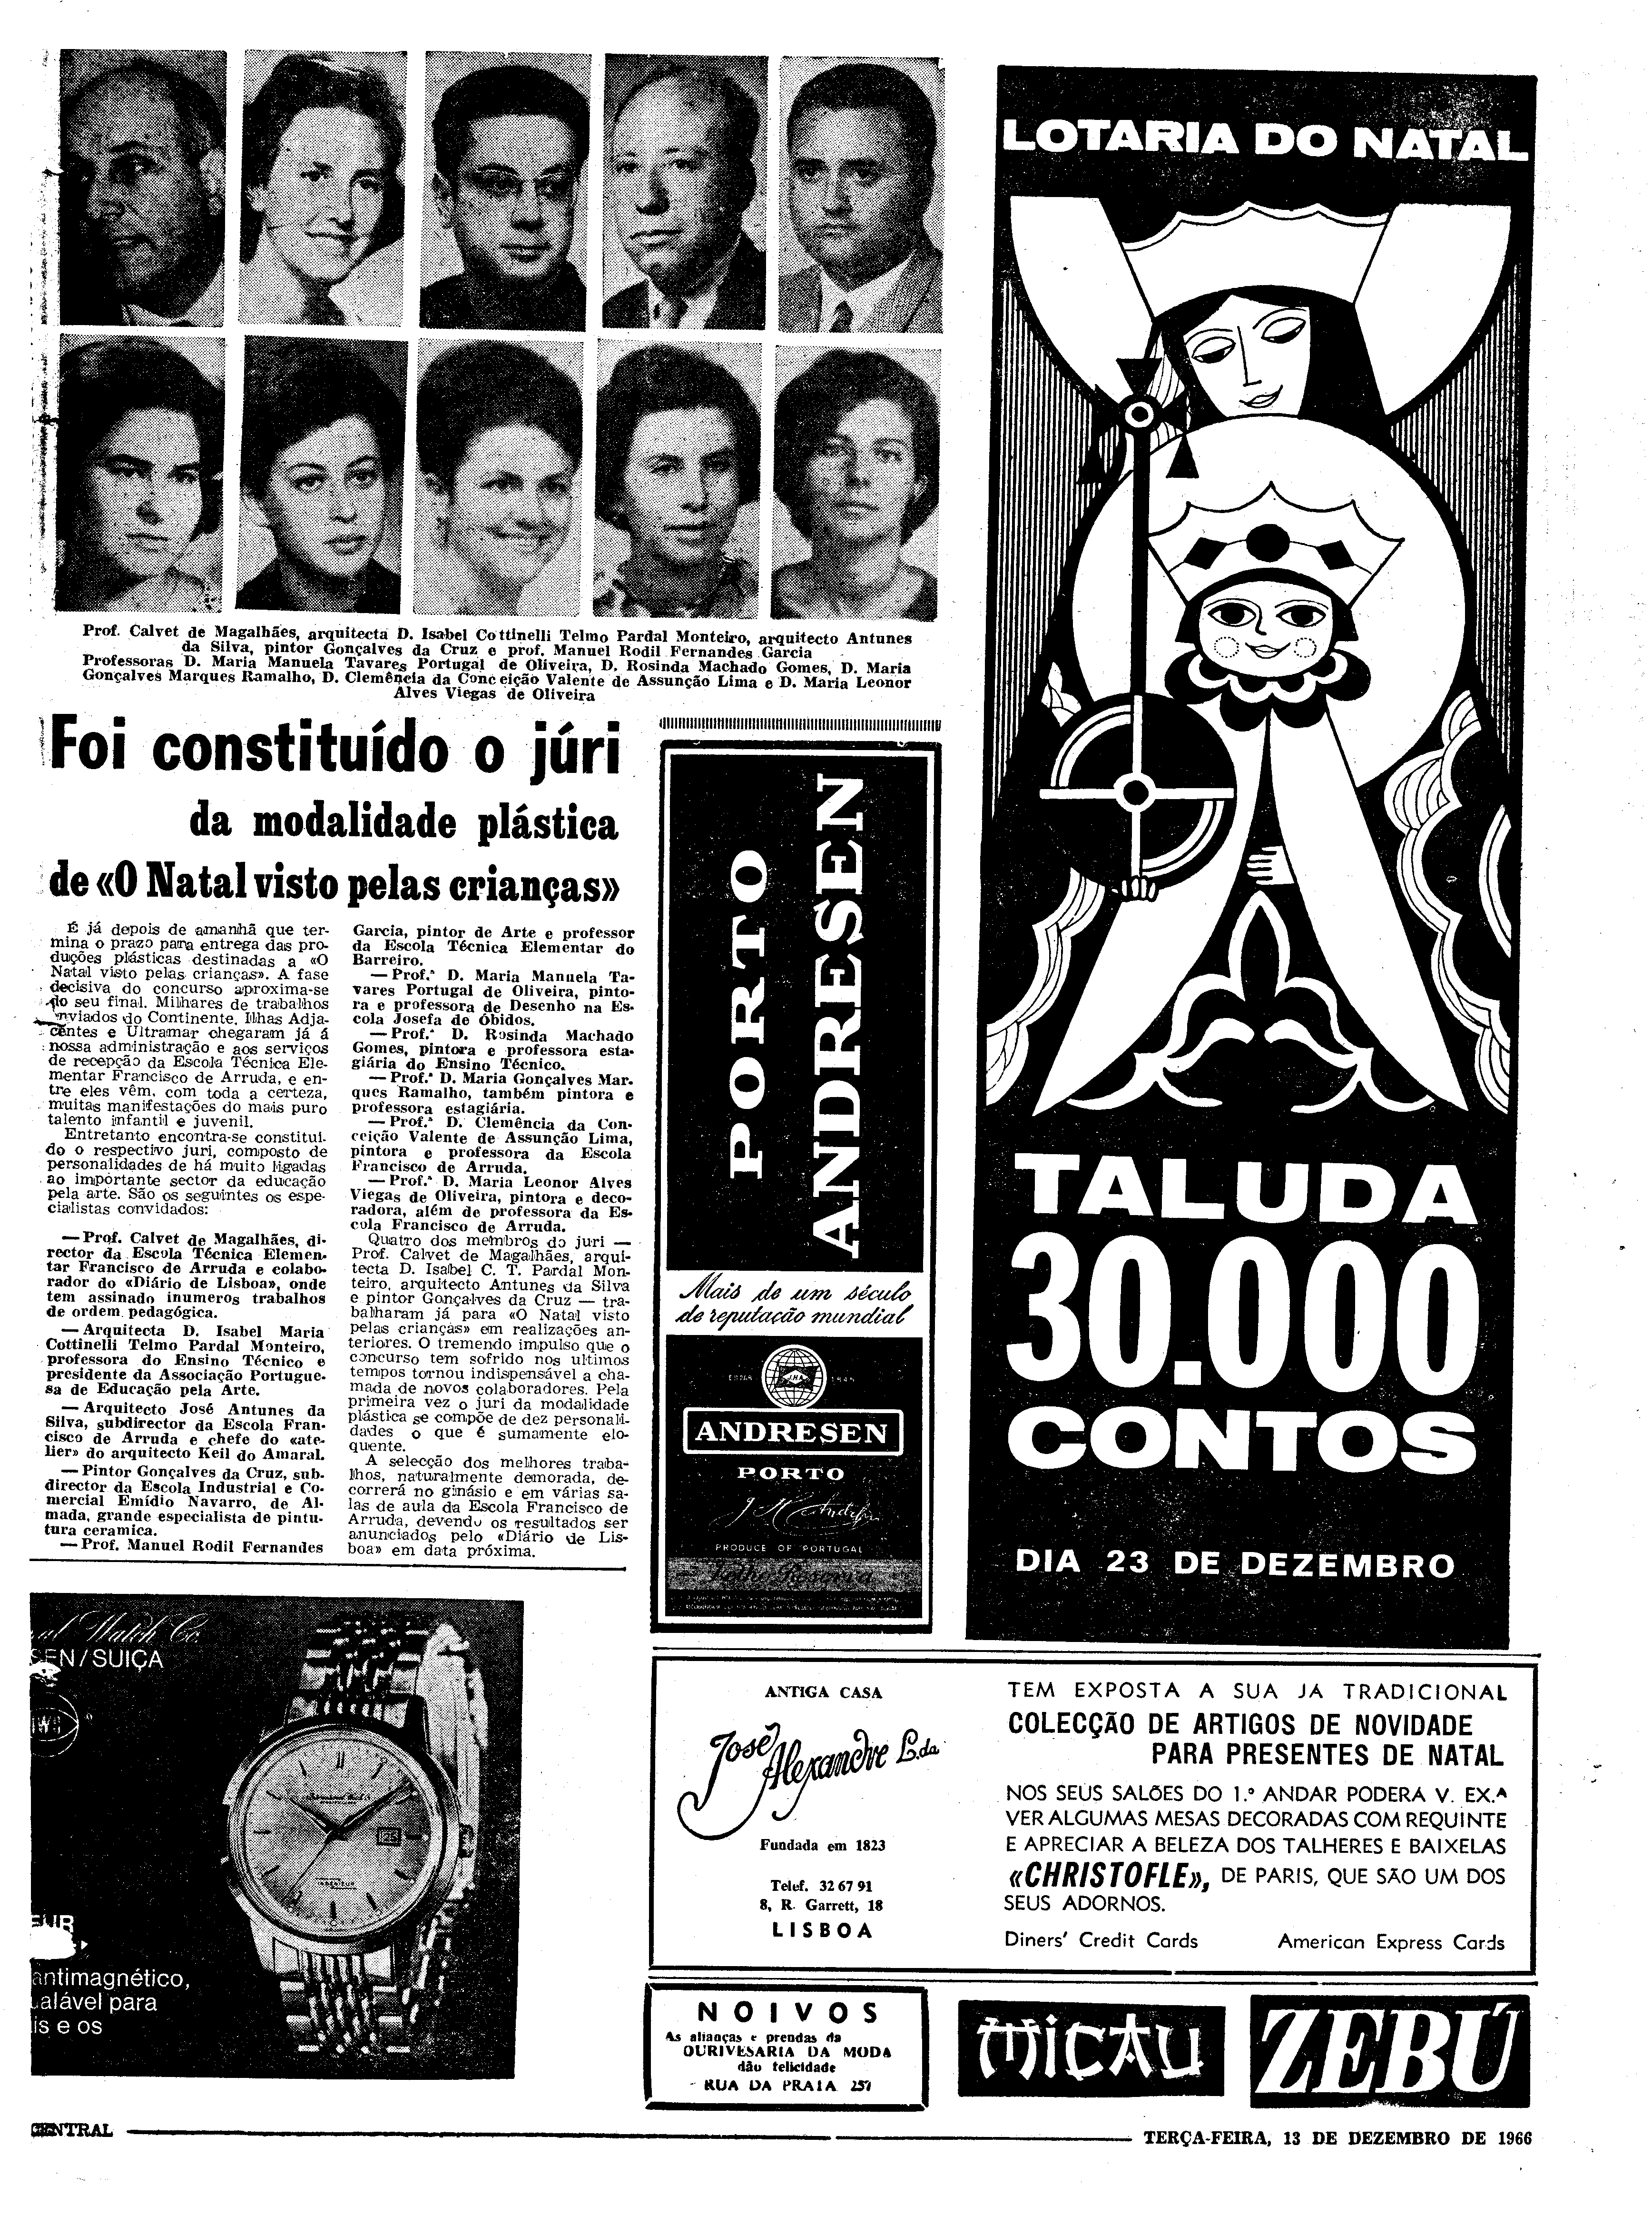 Prof. Calvet de Magalhães, arquitecta D. Isabel Cottinelli Telmo Pardal Monteiro, arquitecto Antunes
da Silva, pintor Gonçalves da Cruz e prof. Manuel Rodil Fernandes Garcia
Professoras D. Maria Manuela Tavares Portugal de Oliveira, D. Rosinda Machado Gomes, D. Maria
Gonçalves Marques Ramalho, D. Clemência da Conceição Valente de Assunção Lima e D. Maria Leonor
Alves Viegas de Oliveira
Foi constituído o júri
da modalidade plástica
de «O Natal visto pelas crianças»
É já depois de amanhã que ter-
mina o prazo para entrega das pro-
duções plásticas destinadas a «O
Natal visto pelas crianças». A fase
decisiva do concurso aproxima-se
do seu final. Milhares de trabalhos
enviados do Continente, Ilhas Adja-
centes e Ultramar chegaram já á
nossa administração e aos serviços
de recepção da Escola Técnica Ele-
mentar Francisco de Arruda, e en-
tre eles vêm, com toda a certeza,
muitas manifestações do mais puro
talento infantil e juvenil.
Entretanto encontra-se constituí-
do o respectivo juri, composto de
personalidades de há muito ligadas
ao importante sector da educação
pela arte. São os seguintes os espe-
cialistas convidados:
— Prof. Calvet de Magalhães, di-
rector da Escola Técnica Elemen-
tar Francisco de Arruda e colabo-
rador do «Diário de Lisboa», onde
tem assinado inumeros trabalhos
de ordem pedagógica.
— Arquitecta D. Isabel Maria
Cottinelli Telmo Pardal Monteiro,
professora do Ensino Técnico e
presidente da Associação Portugue-
sa de Educação pela Arte.
— Arquitecto José Antunes da
Silva, subdirector da Escola Fran-
cisco de Arruda e chefe do «ate-
lier» do arquitecto Keil do Amaral.
— Pintor Gonçalves da Cruz, sub-
director da Escola Industrial e Co-
mercial Emídio Navarro, de Al-
mada, grande especialista de pintu-
tura ceramica.
— Prof. Manuel Rodil Fernandes
Garcia, pintor de Arte e professor
da Escola Técnica Elementar do
Barreiro.
— Prof.ª D. Maria Manuela Ta-
vares Portugal de Oliveira, pinto-
ra e professora de Desenho na Es-
cola Josefa de Óbidos.
— Prof.ª D. Rosinda Machado
Gomes, pintora e professora esta-
giária do Ensino Técnico.
— Prof.ª D. Maria Gonçalves Mar-
ques Ramalho, também pintora e
professora estagiária.
— Prof.ª D. Clemência da Con-
ceição Valente de Assunção Lima,
pintora e professora da Escola
Francisco de Arruda.
— Prof.ª D. Maria Leonor Alves
Viegas de Oliveira, pintora e deco-
radora, além de professora da Es-
cola Francisco de Arruda.
Quatro dos membros do juri —
Prof. Calvet de Magalhães, arqui-
tecta D. Isabel C. T. Pardal Mon-
teiro, arquitecto Antunes da Silva
e pintor Gonçalves da Cruz — tra-
balharam já para «O Natal visto
pelas crianças» em realizações an-
teriores. O tremendo impulso que o
concurso tem sofrido nos ultimos
tempos tornou indispensável a cha-
mada de novos colaboradores. Pela
primeira vez o juri da modalidade
plástica se compõe de dez personali-
dades o que é sumamente elo-
quente.
A selecção dos melhores traba-
lhos, naturalmente demorada, de-
correrá no ginásio e em várias sa-
las de aula da Escola Francisco de
Arruda, devendo os resultados ser
anunciados pelo «Diário de Lis-
boa» em data próxima.
PORTO
ANDRESEN
Mais de um século
de reputação mundial
1845
ANDRESEN
PORTO
PRODUCE OF PORTUGAL
Velho Reserva
LOTARIA DO NATAL
TALUDA
30.000
CONTOS
DIA 23 DE DEZEMBRO
Watch Co
SEN/SUIÇA
25
EUR
antimagnético,
alável para
is e os
ANTIGA CASA
José Alexandre L.da
Fundada em 1823
Telef. 32 67 91
8, R. Garrett, 18
LISBOA
TEM EXPOSTA A SUA JA TRADICIONAL
COLECÇÃO DE ARTIGOS DE NOVIDADE
PARA PRESENTES DE NATAL
NOS SEUS SALÕES DO 1.º ANDAR PODERA V. EX.ª
VER ALGUMAS MESAS DECORADAS COM REQUINTE
E APRECIAR A BELEZA DOS TALHERES E BAIXELAS
«CHRISTOFLE», DE PARIS, QUE SÃO UM DOS
SEUS ADORNOS.
Diners' Credit Cards American Express Cards
NOIVOS
As alianças e prendas da
OURIVESARIA DA MODA
dão felicidade
RUA DA PRATA 257
MICAU
ZEBÚ
CENTRAL
TERÇA-FEIRA, 13 DE DEZEMBRO DE 1966